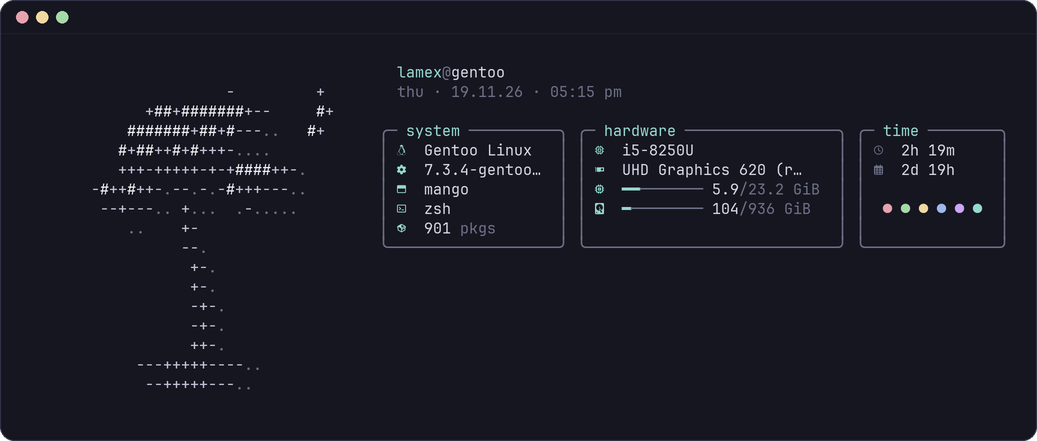 lamex@gentoo
thu · 19.11.26 · 05:15 pm
system
Gentoo Linux
7.3.4-gentoo…
mango
zsh
901 pkgs
hardware
i5-8250U
UHD Graphics 620 (r…
5.9/23.2 GiB
104/936 GiB
time
2h 19m
2d 19h